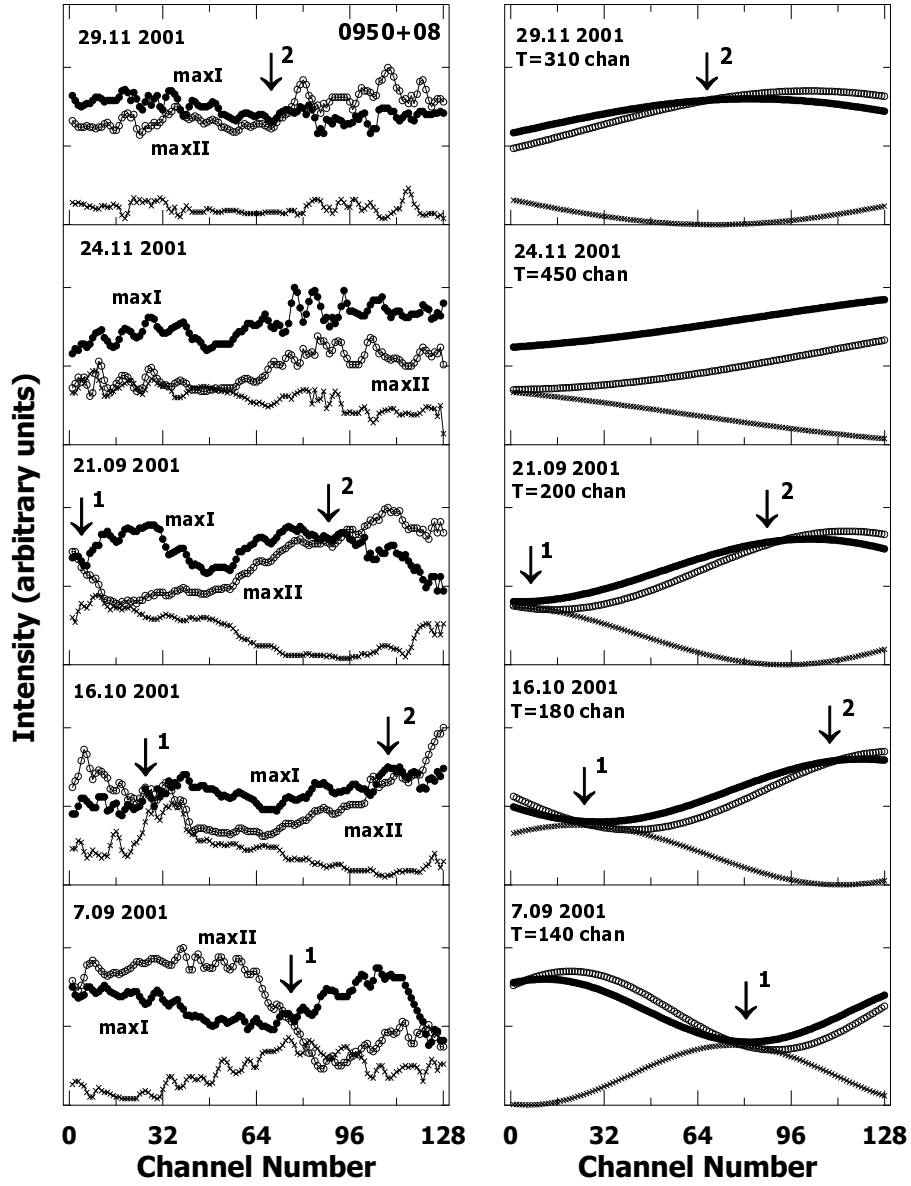 29.11 2001
0950+08
2
maxI
maxII
24.11 2001
maxI
maxII
21.09 2001
1
maxI
2
maxII
16.10 2001
1
2
maxI
maxII
7.09 2001
maxII
1
maxI
0 32 64 96 128
Channel Number
Intensity (arbitrary units)
29.11 2001
T=310 chan
2
24.11 2001
T=450 chan
21.09 2001
T=200 chan
2
1
16.10 2001
T=180 chan
2
1
7.09 2001
T=140 chan
1
0 32 64 96 128
Channel Number